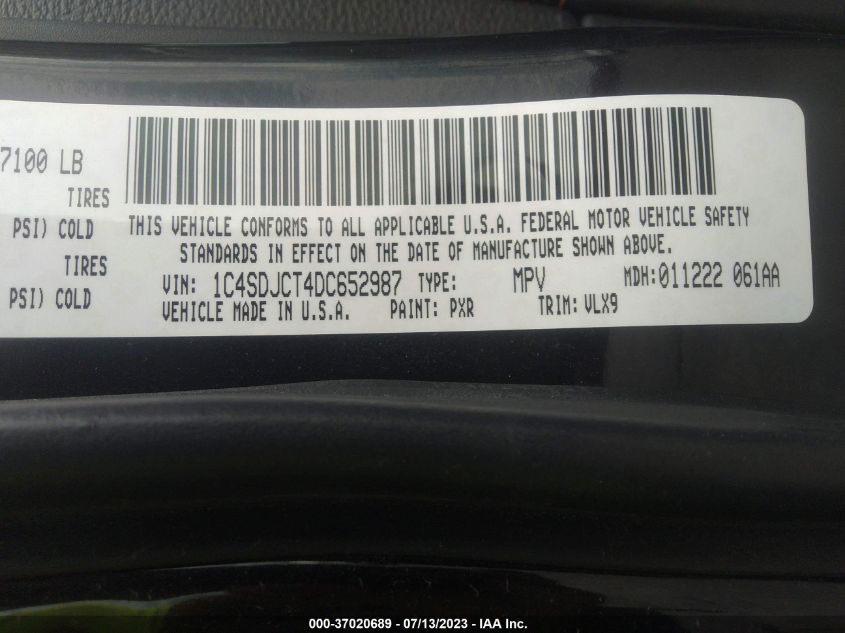 7100 LB
TIRES
PSI) COLD
TIRES
PSI) COLD
THIS VEHICLE CONFORMS TO ALL APPLICABLE U.S.A. FEDERAL MOTOR VEHICLE SAFETY
STANDARDS IN EFFECT ON THE DATE OF MANUFACTURE SHOWN ABOVE.
VIN: 1C4SDJCT4DC652987 TYPE: MPV MDH:011222 061AA
VEHICLE MADE IN U.S.A. PAINT: PXR TRIM: VLX9
000-37020689 - 07/13/2023 - IAA Inc.